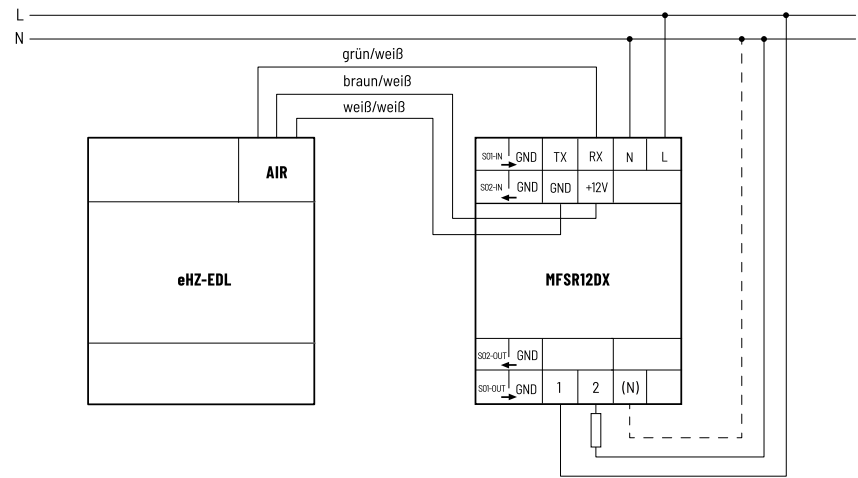 L
N
grün/weiß
braun/weiß
weiß/weiß
AIR
eHZ-EDL
S01-IN GND TX RX N L
S02-IN GND GND +12V
MFSR12DX
S02-OUT GND
S01-OUT GND 1 2 (N)